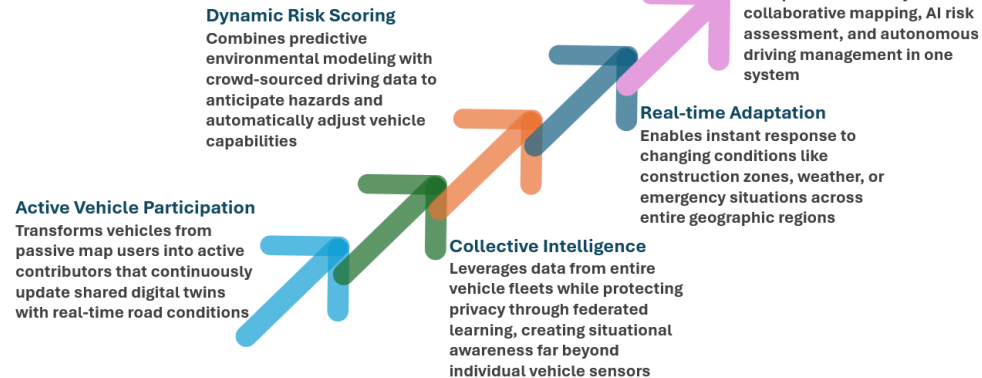 Dynamic Risk Scoring
Combines predictive
environmental modeling with
crowd-sourced driving data to
anticipate hazards and
automatically adjust vehicle
capabilities
collaborative mapping, AI risk
assessment, and autonomous
driving management in one
system
Real-time Adaptation
Enables instant response to
changing conditions like
construction zones, weather, or
emergency situations across
entire geographic regions
Active Vehicle Participation
Transforms vehicles from
passive map users into active
contributors that continuously
update shared digital twins
with real-time road conditions
Collective Intelligence
Leverages data from entire
vehicle fleets while protecting
privacy through federated
learning, creating situational
awareness far beyond
individual vehicle sensors